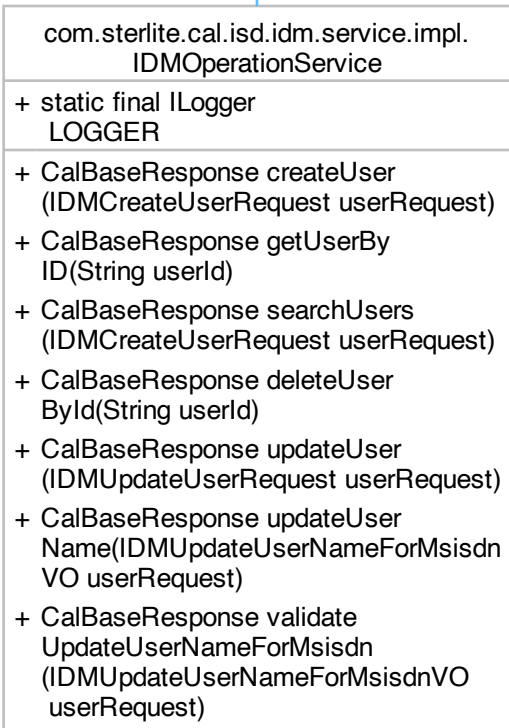 com.sterlite.cal.isd.idm.service.impl.
IDMOperationService
+ static final ILogger
LOGGER
+ CalBaseResponse createUser
(IDMCreateUserRequest userRequest)
+ CalBaseResponse getUserBy
ID(String userId)
+ CalBaseResponse searchUsers
(IDMCreateUserRequest userRequest)
+ CalBaseResponse deleteUser
ById(String userId)
+ CalBaseResponse updateUser
(IDMUpdateUserRequest userRequest)
+ CalBaseResponse updateUser
Name(IDMUpdateUserNameForMsisdn
VO userRequest)
+ CalBaseResponse validate
UpdateUserNameForMsisdn
(IDMUpdateUserNameForMsisdnVO
userRequest)